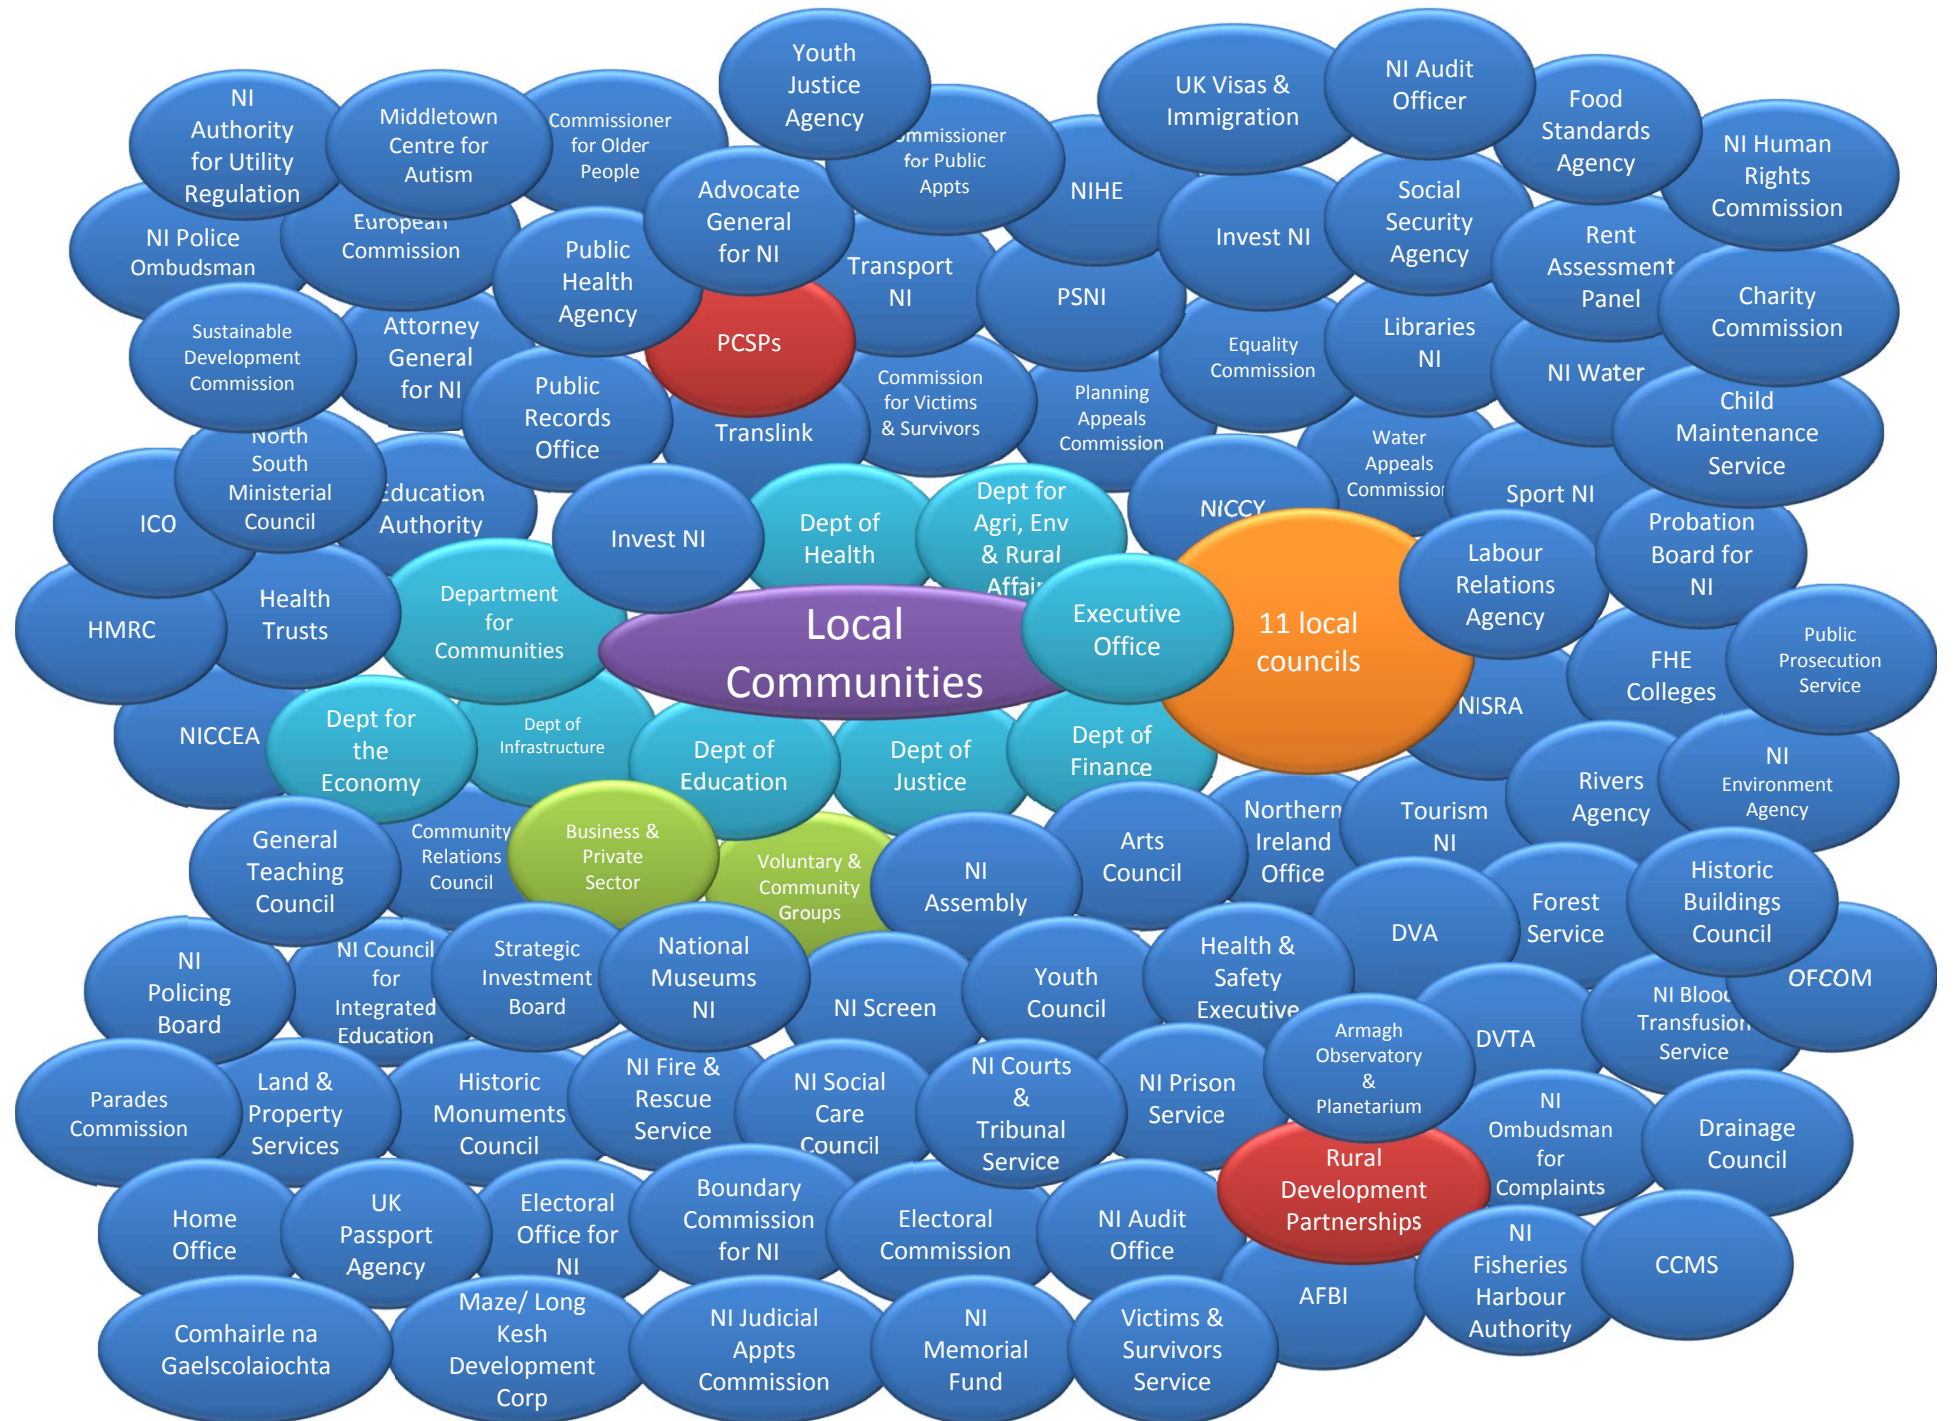 Youth
Justice
Agency
UK Visas &
Immigration
NI Audit
Officer
NI
Authority
for Utility
Regulation
Middletown
Centre for
Autism
Commissioner
for Older
People
ommissioner
for Public
Appts
Food
Standards
Agency
NI Human
Rights
Commission
Advocate
General
for NI
NIHE
Social
Security
Agency
NI Police
Ombudsman
European
Commission
Public
Health
Agency
Transport
NI
PSNI
Invest NI
Rent
Assessment
Panel
Charity
Commission
Sustainable
Development
Commission
Attorney
General
for NI
PCSPs
Equality
Commission
Libraries
NI
NI Water
Public
Records
Office
Translink
Commission
for Victims
& Survivors
Planning
Appeals
Commission
Water
Appeals
Commission
Child
Maintenance
Service
North
South
Ministerial
Council
ICO
Education
Authority
Invest NI
Dept of
Health
Dept for
Agri, Env
& Rural
Affair
NICCY
Sport NI
Probation
Board for
NI
Labour
Relations
Agency
HMRC
Health
Trusts
Department
for
Communities
Local
Communities
Executive
Office
11 local
councils
FHE
Colleges
Public
Prosecution
Service
NICCEA
Dept for
the
Economy
Dept of
Infrastructure
Dept of
Education
Dept of
Justice
Dept of
Finance
NISRA
Rivers
Agency
NI
Environment
Agency
General
Teaching
Council
Community
Relations
Council
Business &
Private
Sector
Voluntary &
Community
Groups
NI
Assembly
Arts
Council
Northern
Ireland
Office
Tourism
NI
Forest
Service
Historic
Buildings
Council
NI
Policing
Board
NI Council
for
Integrated
Education
Strategic
Investment
Board
National
Museums
NI
NI Screen
Youth
Council
Health &
Safety
Executive
DVA
DVTA
NI Blood
Transfusion
Service
OFCOM
Parades
Commission
Land &
Property
Services
Historic
Monuments
Council
NI Fire &
Rescue
Service
NI Social
Care
Council
NI Courts
&
Tribunal
Service
NI Prison
Service
Armagh
Observatory
&
Planetarium
NI
Ombudsman
for
Complaints
Drainage
Council
Home
Office
UK
Passport
Agency
Electoral
Office for
NI
Boundary
Commission
for NI
Electoral
Commission
NI Audit
Office
Rural
Development
Partnerships
NI
Fisheries
Harbour
Authority
CCMS
Comhairle na
Gaelscolaiochta
Maze/ Long
Kesh
Development
Corp
NI Judicial
Appts
Commission
NI
Memorial
Fund
Victims &
Survivors
Service
AFBI